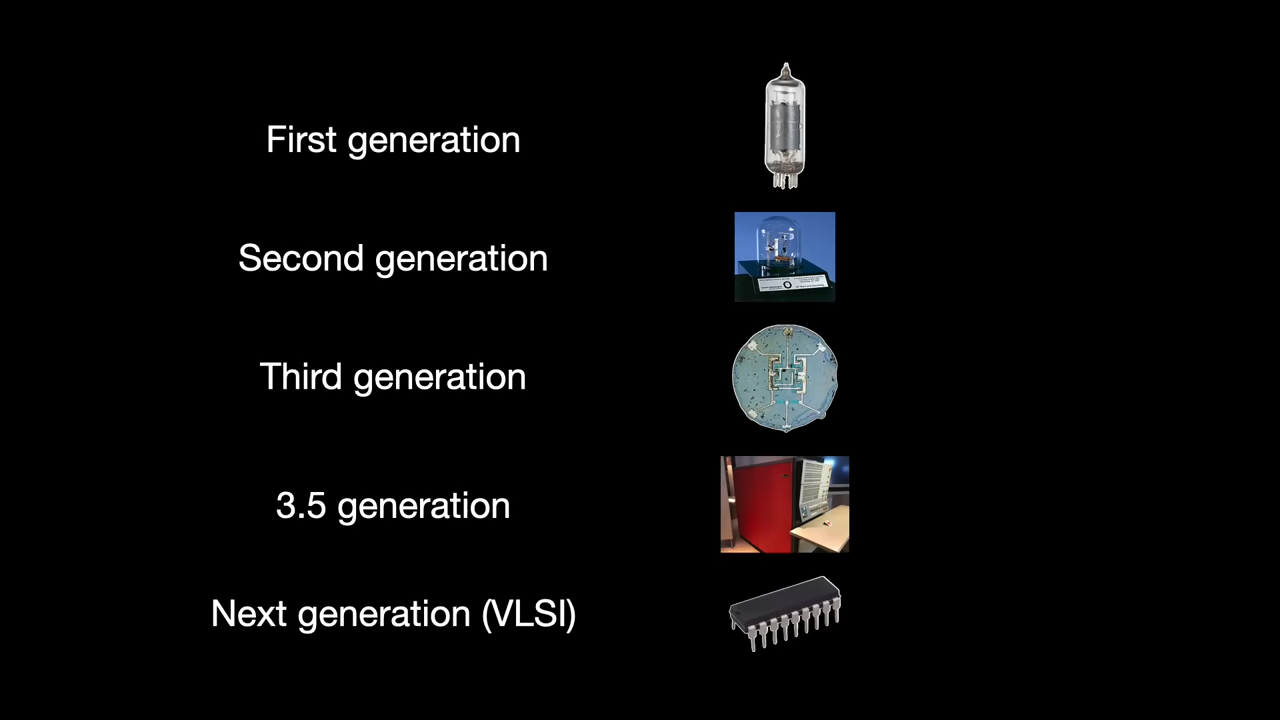 First generation
Second generation
Third generation
3.5 generation
Next generation (VLSI)